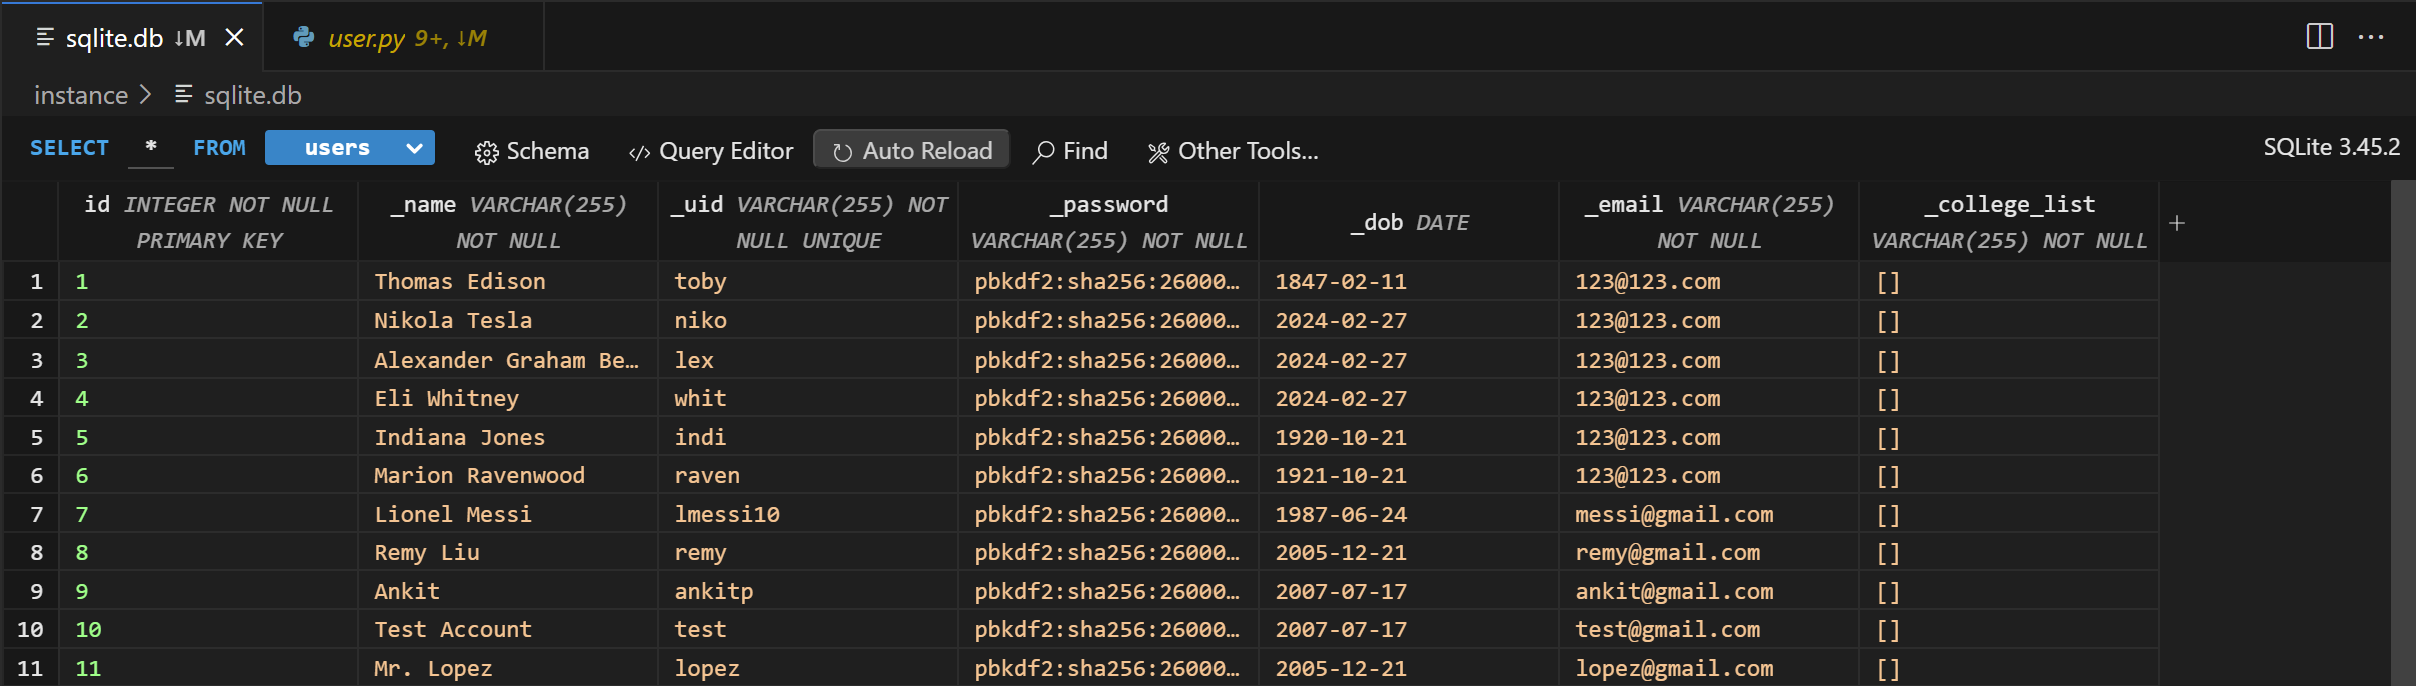 sqlite.db ↓M
user.py 9+, ↓M
instance > sqlite.db
SELECT * FROM users Schema </> Query Editor Auto Reload Find Other Tools... SQLite 3.45.2
id INTEGER NOT NULL PRIMARY KEY
_name VARCHAR(255) NOT NULL
_uid VARCHAR(255) NOT NULL UNIQUE
_password VARCHAR(255) NOT NULL
_dob DATE
_email VARCHAR(255) NOT NULL
_college_list VARCHAR(255) NOT NULL
+
1 1 Thomas Edison toby pbkdf2:sha256:26000… 1847-02-11 123@123.com []
2 2 Nikola Tesla niko pbkdf2:sha256:26000… 2024-02-27 123@123.com []
3 3 Alexander Graham Be… lex pbkdf2:sha256:26000… 2024-02-27 123@123.com []
4 4 Eli Whitney whit pbkdf2:sha256:26000… 2024-02-27 123@123.com []
5 5 Indiana Jones indi pbkdf2:sha256:26000… 1920-10-21 123@123.com []
6 6 Marion Ravenwood raven pbkdf2:sha256:26000… 1921-10-21 123@123.com []
7 7 Lionel Messi lmessi10 pbkdf2:sha256:26000… 1987-06-24 messi@gmail.com []
8 8 Remy Liu remy pbkdf2:sha256:26000… 2005-12-21 remy@gmail.com []
9 9 Ankit ankitp pbkdf2:sha256:26000… 2007-07-17 ankit@gmail.com []
10 10 Test Account test pbkdf2:sha256:26000… 2007-07-17 test@gmail.com []
11 11 Mr. Lopez lopez pbkdf2:sha256:26000… 2005-12-21 lopez@gmail.com []